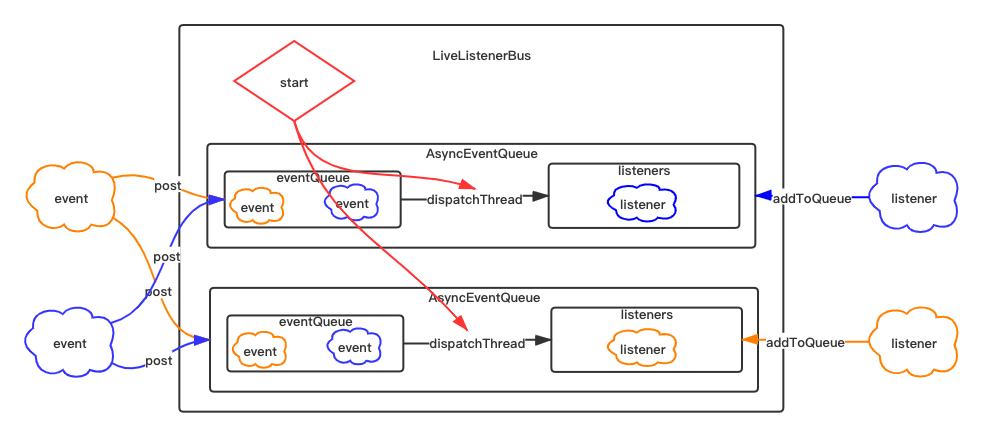 LiveListenerBus
start
AsyncEventQueue
eventQueue
listeners
event
post
event
event
dispatchThread
listener
addToQueue
listener
post
post
AsyncEventQueue
eventQueue
listeners
event
post
event
event
dispatchThread
listener
addToQueue
listener